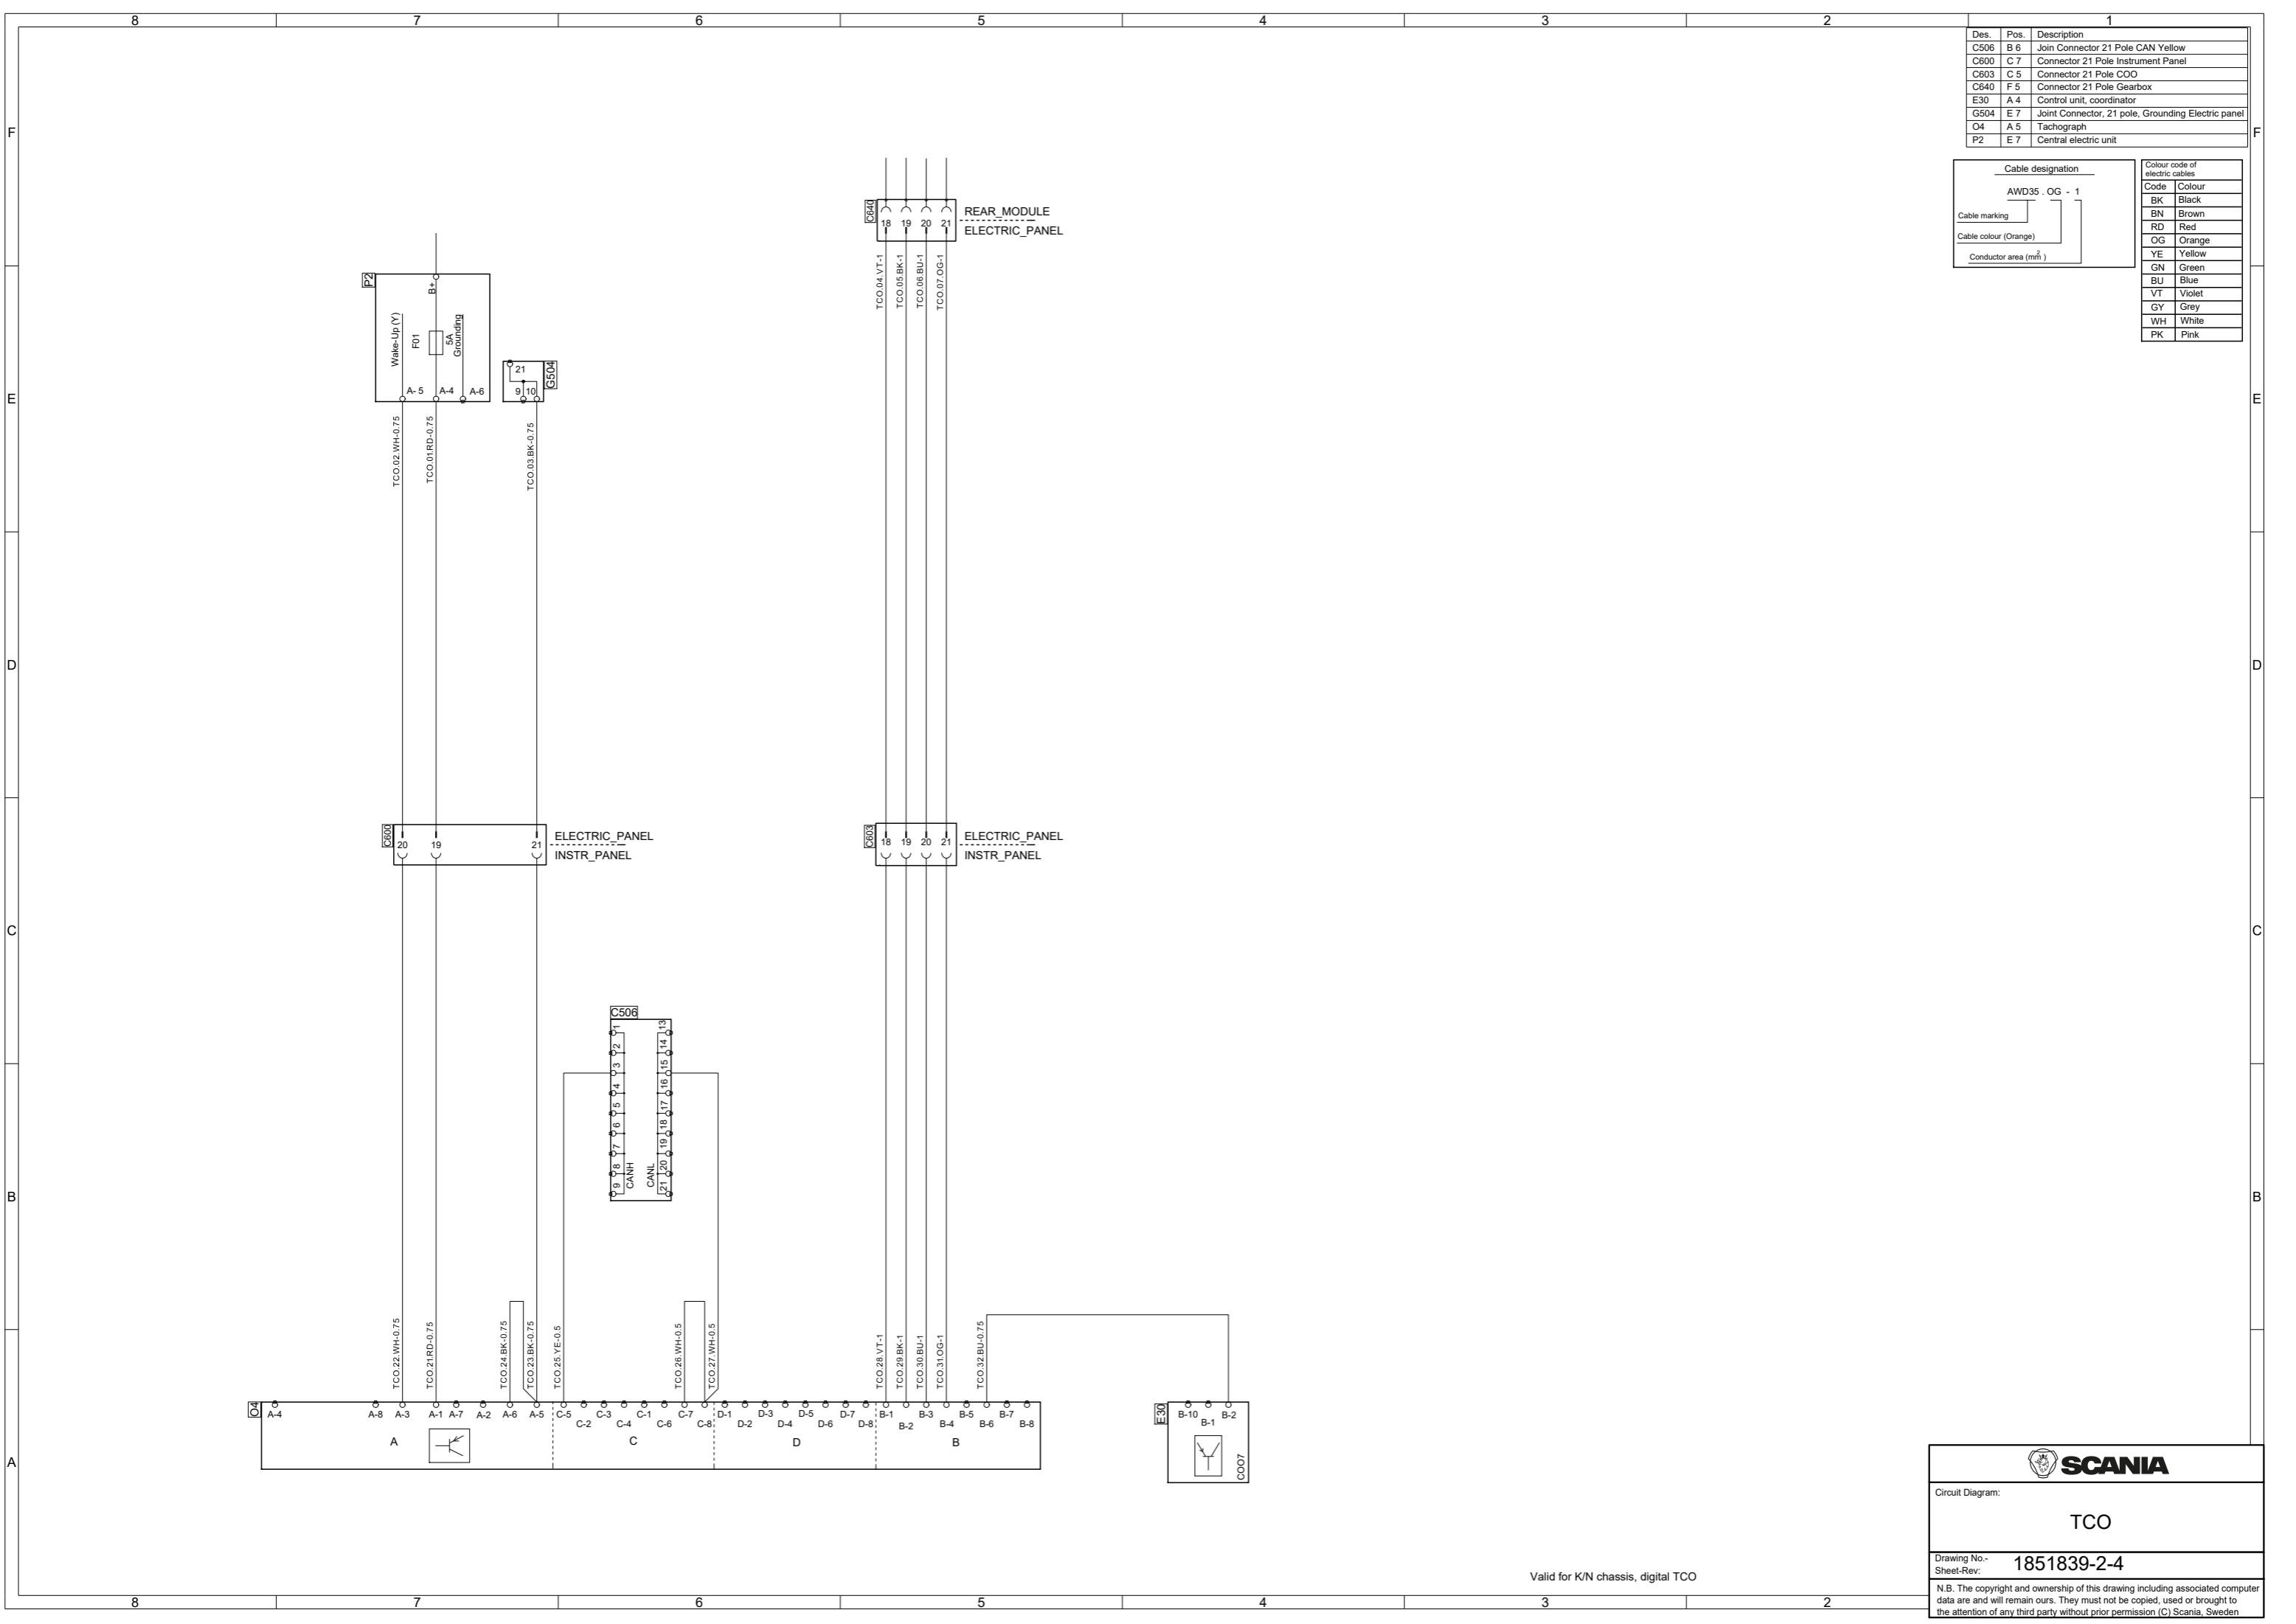 8 7 6 5 4 3 2 1
Des. Pos. Description
C506 B 6 Join Connector 21 Pole CAN Yellow
C600 C 7 Connector 21 Pole Instrument Panel
C603 C 5 Connector 21 Pole COO
C640 F 5 Connector 21 Pole Gearbox
E30 A 4 Control unit, coordinator
G504 E 7 Joint Connector, 21 pole, Grounding Electric panel
O4 A 5 Tachograph
P2 E 7 Central electric unit
F F
Cable designation
AWD35 . OG - 1
Cable marking
Cable colour (Orange)
Conductor area (mm2)
Colour code of
electric cables
Code Colour
BK Black
BN Brown
RD Red
OG Orange
YE Yellow
GN Green
BU Blue
VT Violet
GY Grey
WH White
PK Pink
C640
18 19 20 21
REAR_MODULE
ELECTRIC_PANEL
TCO.04.VT-1
TCO.05.BK-1
TCO.06.BU-1
TCO.07.OG-1
P2
B+
Wake-Up (Y)
F01
5A
Grounding
A- 5 A-4 A-6
G504
21
9 10
E E
TCO.02.WH-0.75
TCO.01.RD-0.75
TCO.03.BK-0.75
D D
C600
20 19 21
ELECTRIC_PANEL
INSTR_PANEL
C603
18 19 20 21
ELECTRIC_PANEL
INSTR_PANEL
C C
C506
1 13
2 14
3 15
4 16
5 17
6 18
7 19
8 20
9 21
CANH CANL
B B
TCO.22.WH-0.75
TCO.21.RD-0.75
TCO.24.BK-0.75
TCO.23.BK-0.75
TCO.25.YE-0.5
TCO.26.WH-0.5
TCO.27.WH-0.5
TCO.28.VT-1
TCO.29.BK-1
TCO.30.BU-1
TCO.31.OG-1
TCO.32.BU-0.75
O4
A-4 A-8 A-3 A-1 A-7 A-2 A-6 A-5 C-5 C-3 C-1 C-7 D-1 D-3 D-5 D-7 B-1 B-3 B-5 B-7
C-2 C-4 C-6 C-8 D-2 D-4 D-6 D-8 B-2 B-4 B-6 B-8
A C D B
E30
B-10 B-1 B-2
COO7
A
SCANIA
Circuit Diagram:
TCO
Drawing No.-
Sheet-Rev:
1851839-2-4
N.B. The copyright and ownership of this drawing including associated computer
data are and will remain ours. They must not be copied, used or brought to
the attention of any third party without prior permission (C) Scania, Sweden
Valid for K/N chassis, digital TCO
8 7 6 5 4 3 2